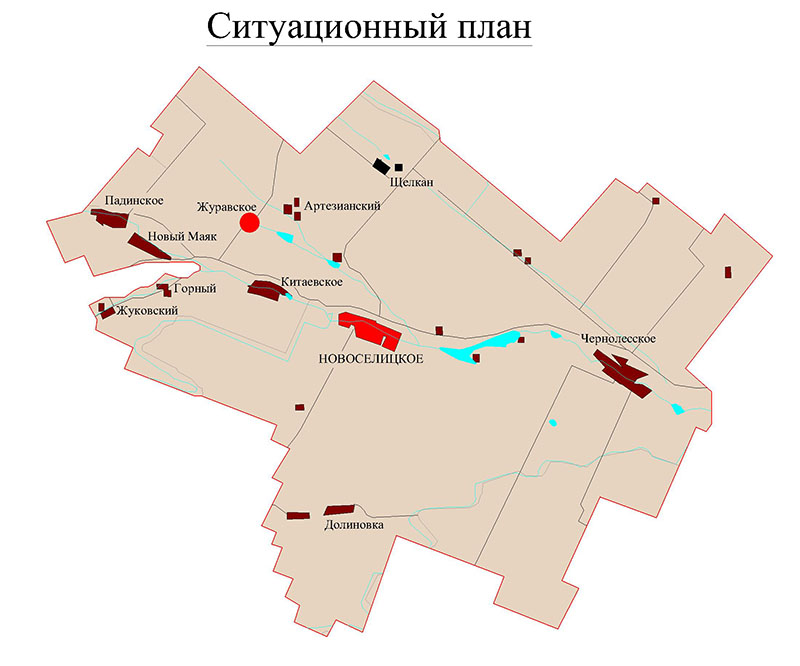 Ситуационный план
Щелкан
Падинское
Журавское
Артезианский
Новый Маяк
Китаевское
Горный
Жуковский
Чернолесское
НОВОСЕЛИЦКОЕ
Долиновка